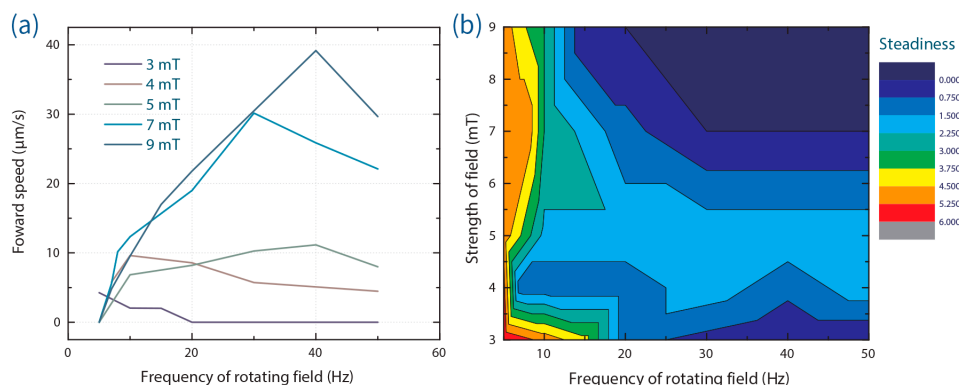 (a)
40
30
20
10
0
Foward speed (μm/s)
3 mT
4 mT
5 mT
7 mT
9 mT
0 20 40 60
Frequency of rotating field (Hz)
(b)
9
8
7
6
5
4
3
Strength of field (mT)
10 20 30 40 50
Frequency of rotating field (Hz)
Steadiness
0.000
0.750
1.500
2.250
3.000
3.750
4.500
5.250
6.000